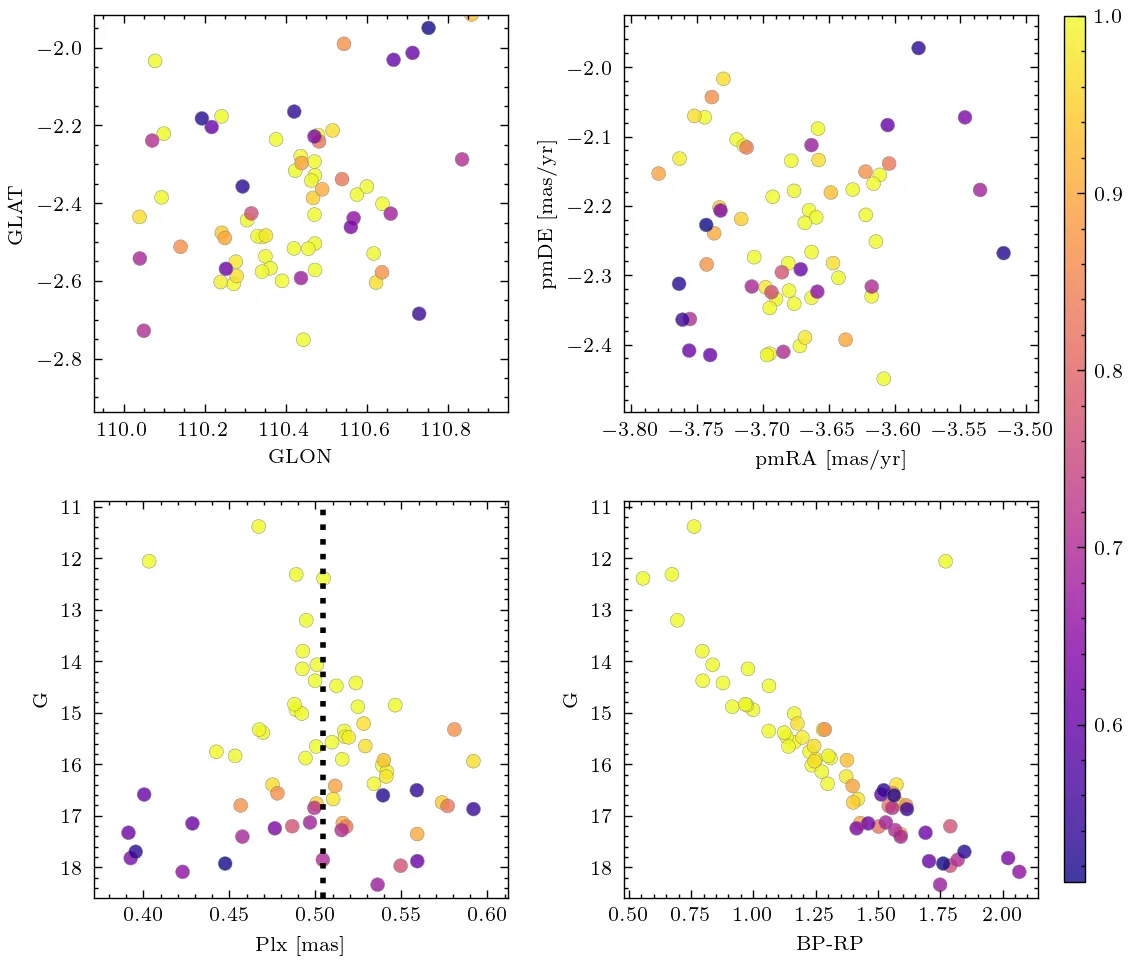 −2.0
−2.2
−2.4
−2.6
−2.8
GLAT
110.0 110.2 110.4 110.6 110.8
GLON
−2.0
−2.1
−2.2
−2.3
−2.4
pmDE [mas/yr]
−3.80 −3.75 −3.70 −3.65 −3.60 −3.55 −3.50
pmRA [mas/yr]
11
12
13
14
15
16
17
18
G
0.40 0.45 0.50 0.55 0.60
Plx [mas]
11
12
13
14
15
16
17
18
G
0.50 0.75 1.00 1.25 1.50 1.75 2.00
BP-RP
1.0
0.9
0.8
0.7
0.6